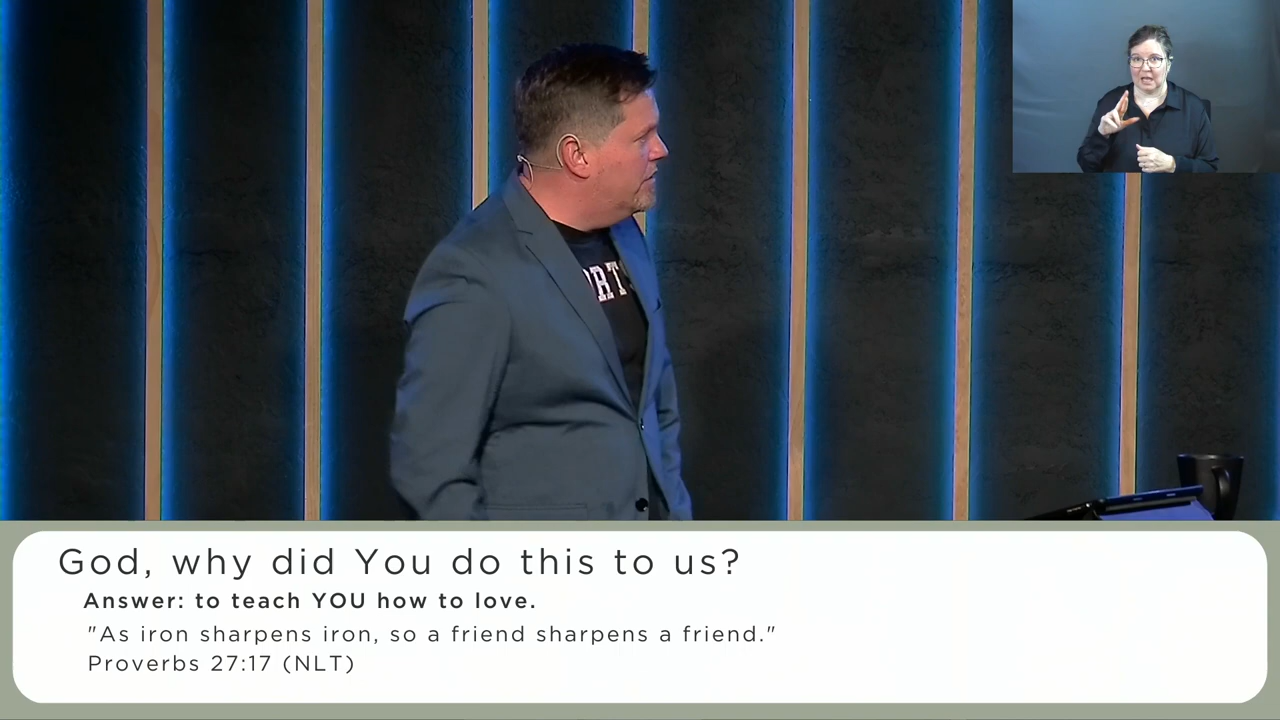 RT
God, why did You do this to us?
Answer: to teach YOU how to love.
"As iron sharpens iron, so a friend sharpens a friend."
Proverbs 27:17 (NLT)